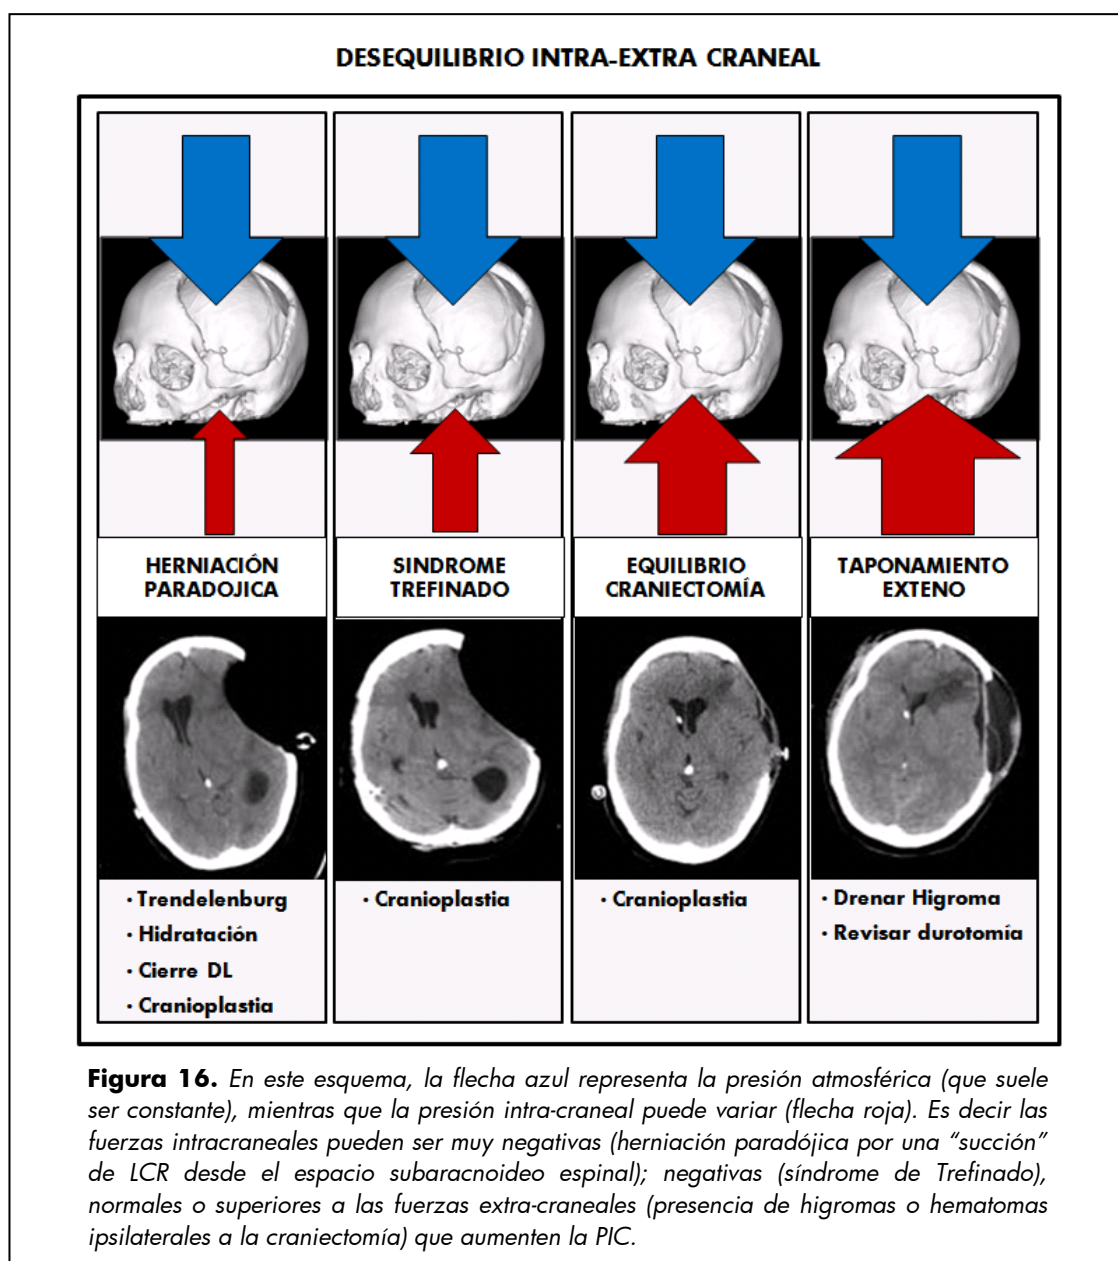 DESEQUILIBRIO INTRA-EXTRA CRANEAL
HERNIACIÓN
PARADOJICA
SINDROME
TREFINADO
EQUILIBRIO
CRANIECTOMÍA
TAPONAMIENTO
EXTENO
· Trendelenburg
· Hidratación
· Cierre DL
· Cranioplastia
· Cranioplastia
· Cranioplastia
· Drenar Higroma
· Revisar durotomía
Figura 16. En este esquema, la flecha azul representa la presión atmosférica (que suele
ser constante), mientras que la presión intra-craneal puede variar (flecha roja). Es decir las
fuerzas intracraneales pueden ser muy negativas (herniación paradójica por una “succión”
de LCR desde el espacio subaracnoideo espinal); negativas (síndrome de Trefinado),
normales o superiores a las fuerzas extra-craneales (presencia de higromas o hematomas
ipsilaterales a la craniectomía) que aumenten la PIC.